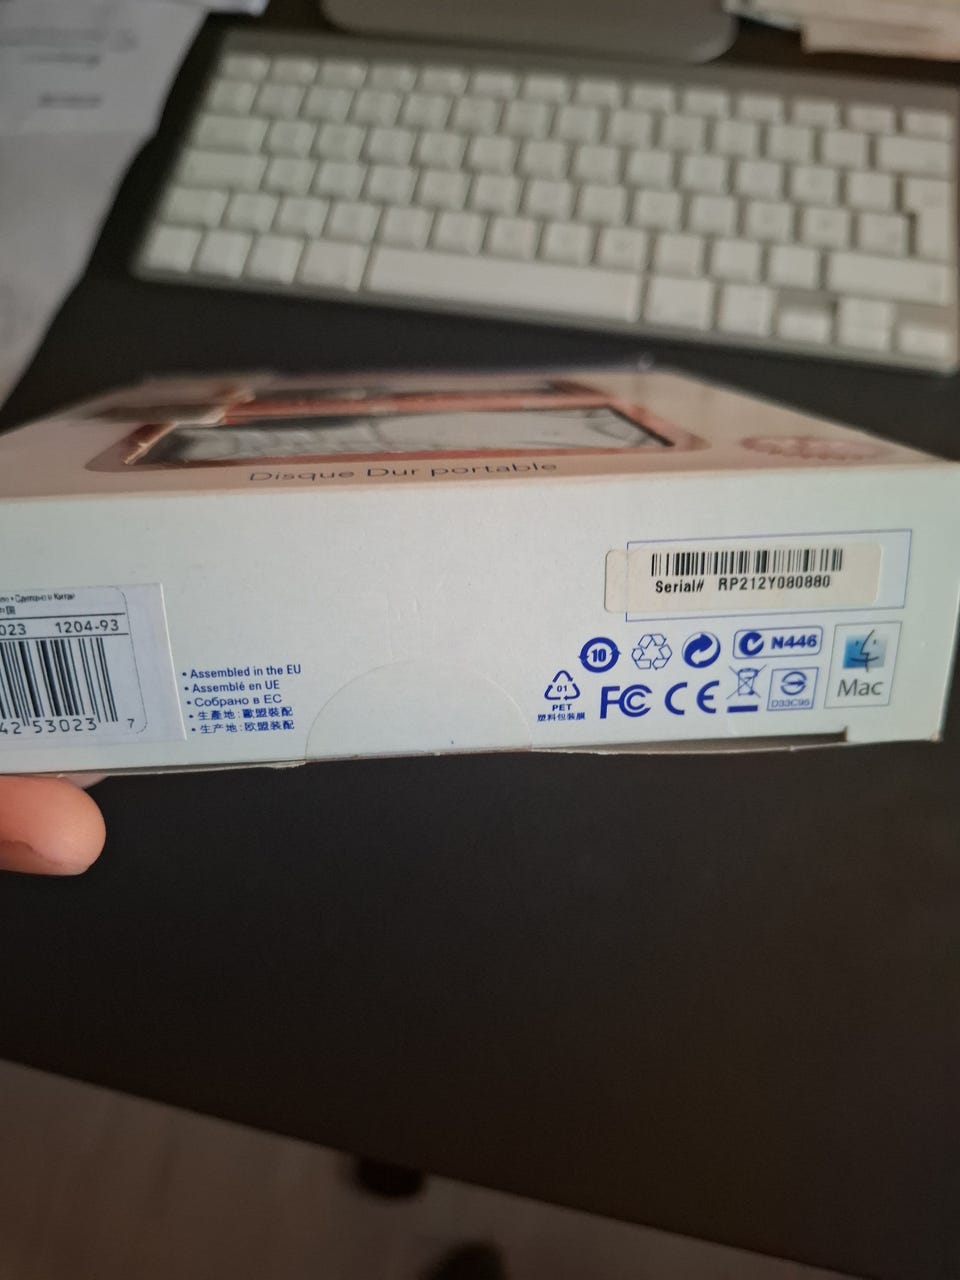 Disque Dur portable
Serial# RP212Y080880
023 1204-93
42 53023 7
• Assembled in the EU
• Assemblé en UE
• Собрано в ЕС
• 生產地:歐盟裝配
• 生产地:欧盟装配
10
N446
01
PET
塑料包装膜
FC CE
D33C95
Mac